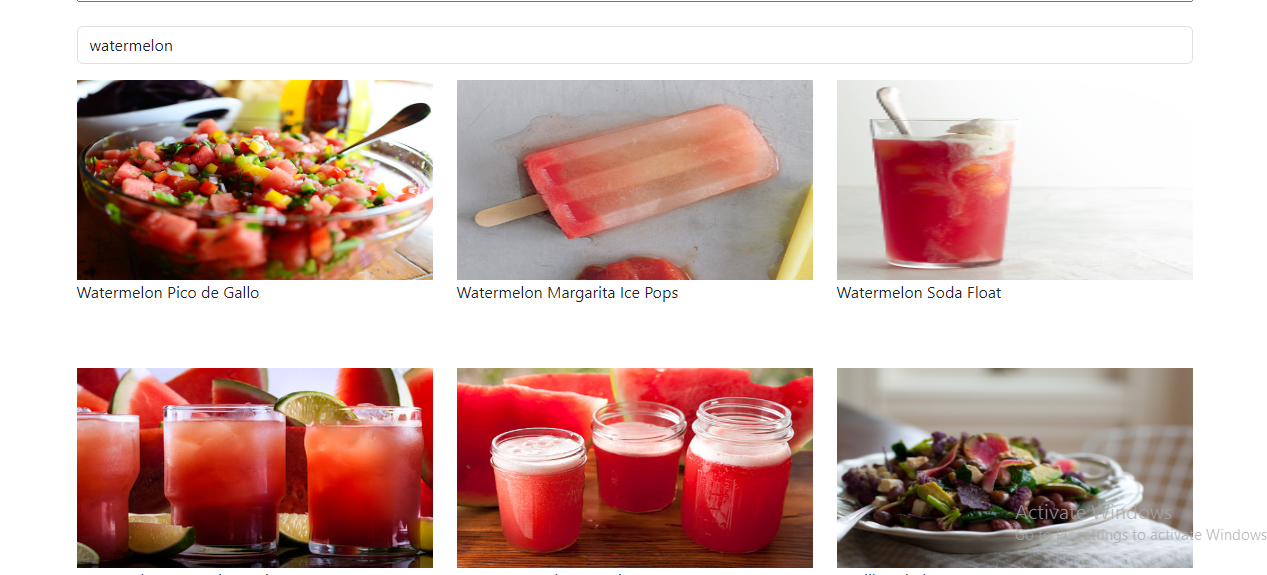 watermelon
Watermelon Pico de Gallo
Watermelon Margarita Ice Pops
Watermelon Soda Float
Activate Windows
Go to Settings to activate Windows